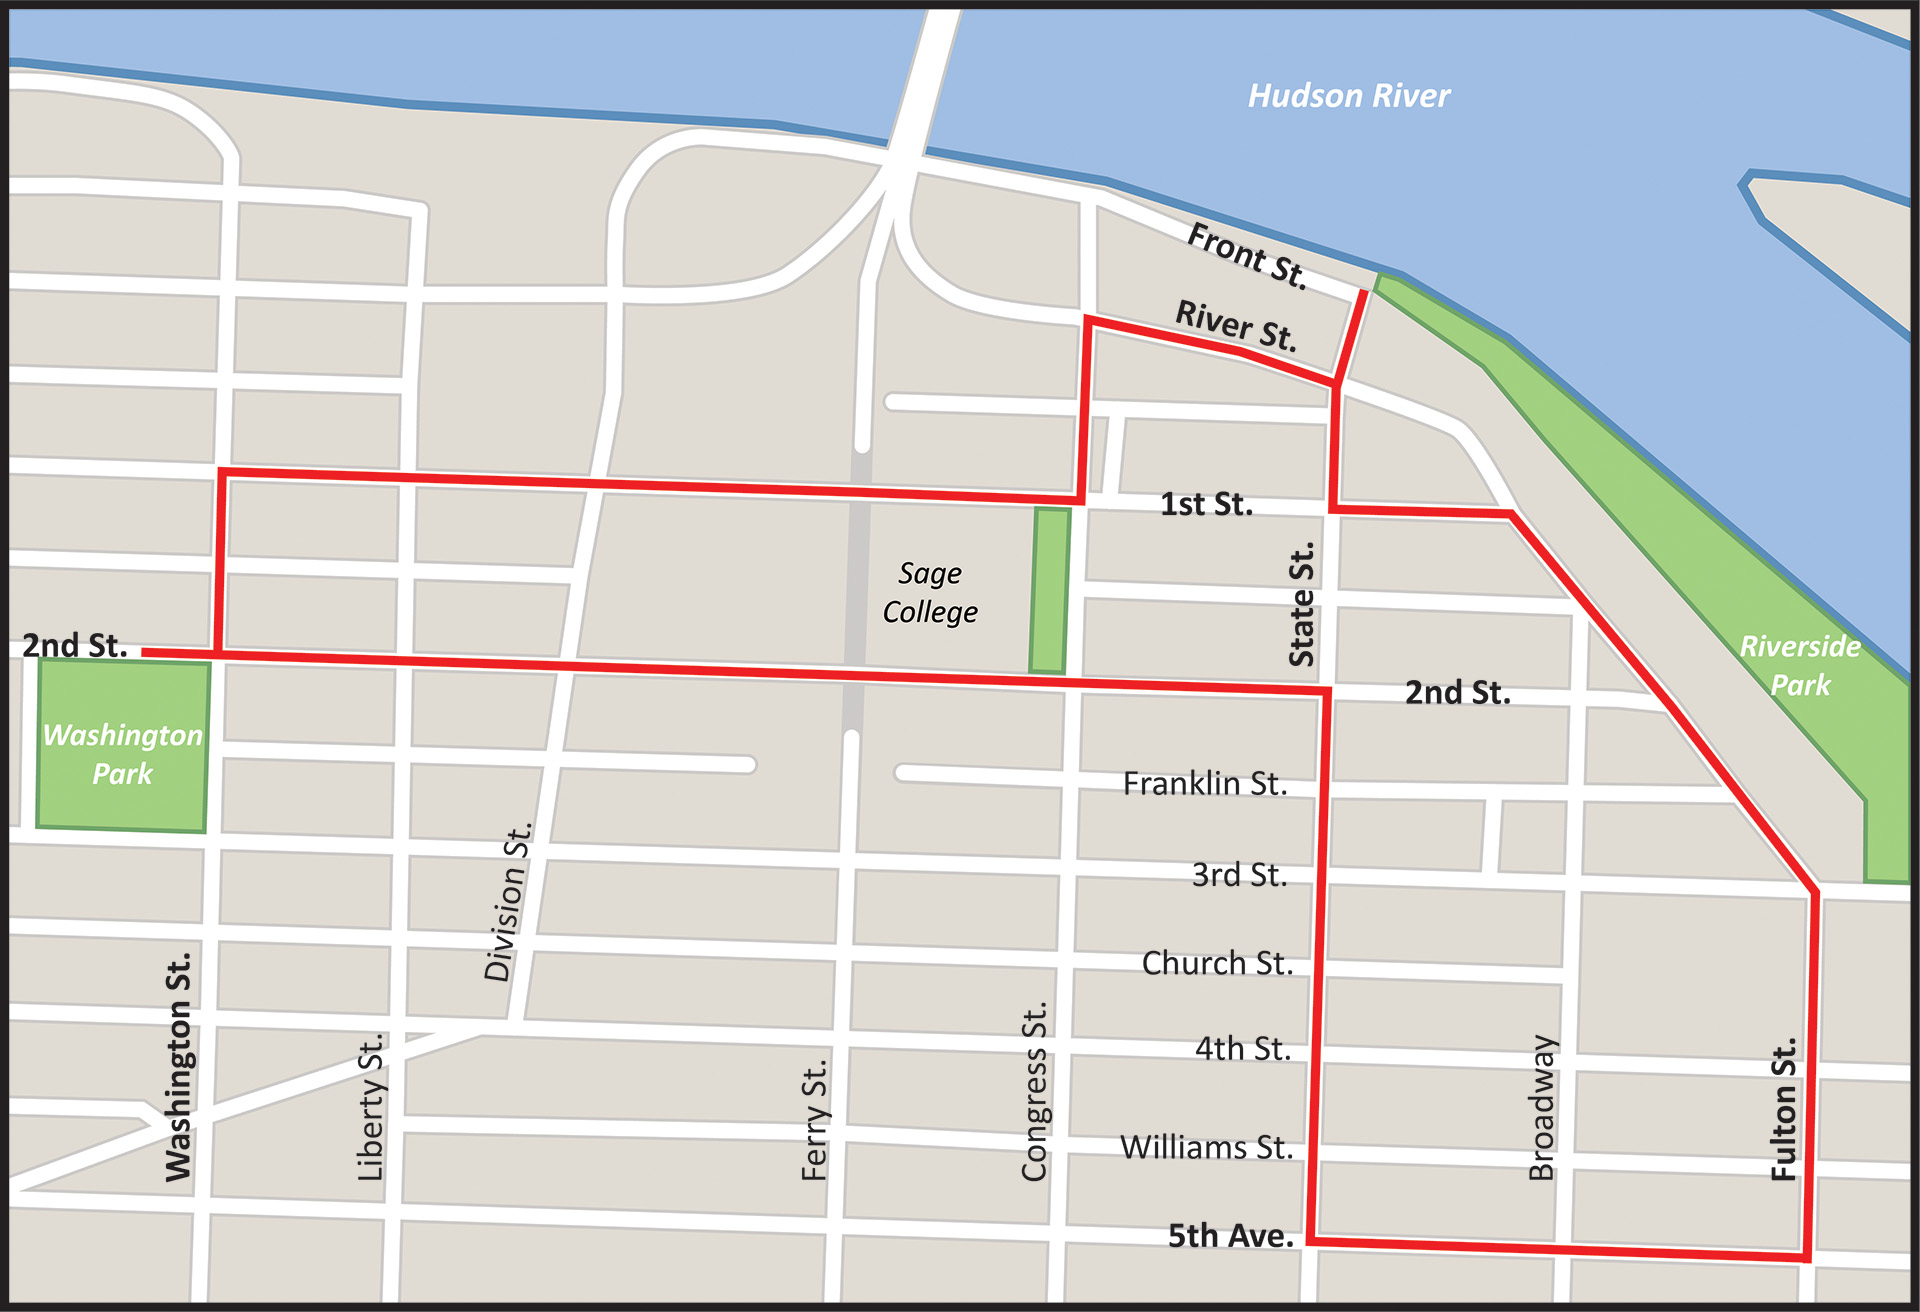 Hudson River
Front St.
River St.
1st St.
Sage
College
State St.
2nd St.
Riverside
Park
2nd St.
Washington
Park
Franklin St.
3rd St.
Division St.
Church St.
Washington St.
Liberty St.
Ferry St.
Congress St.
4th St.
Broadway
Fulton St.
Williams St.
5th Ave.